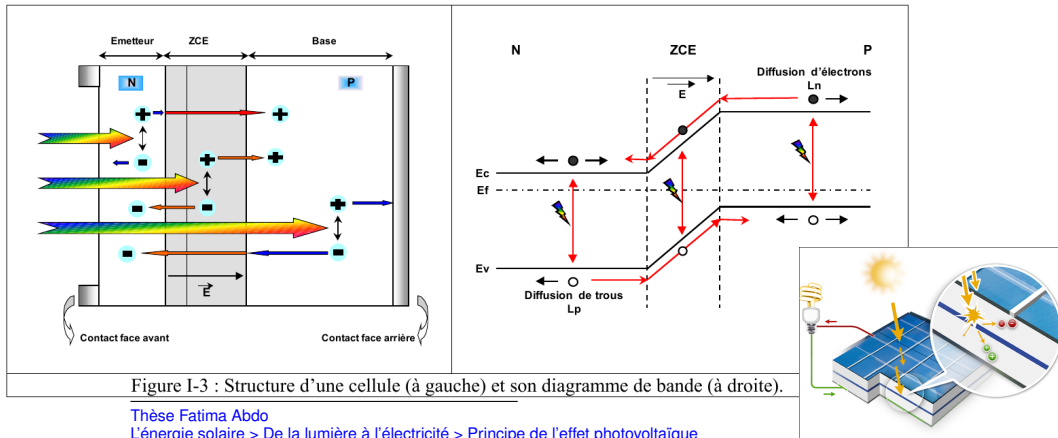 Emetteur ZCE Base
N P
E
Contact face avant Contact face arrière
N ZCE P
E
Diffusion d'électrons
Ln
Ec
Ef
Ev
Diffusion de trous
Lp
Figure I-3 : Structure d'une cellule (à gauche) et son diagramme de bande (à droite).
Thèse Fatima Abdo
L'énergie solaire > De la lumière à l'électricité > Principe de l'effet photovoltaïque